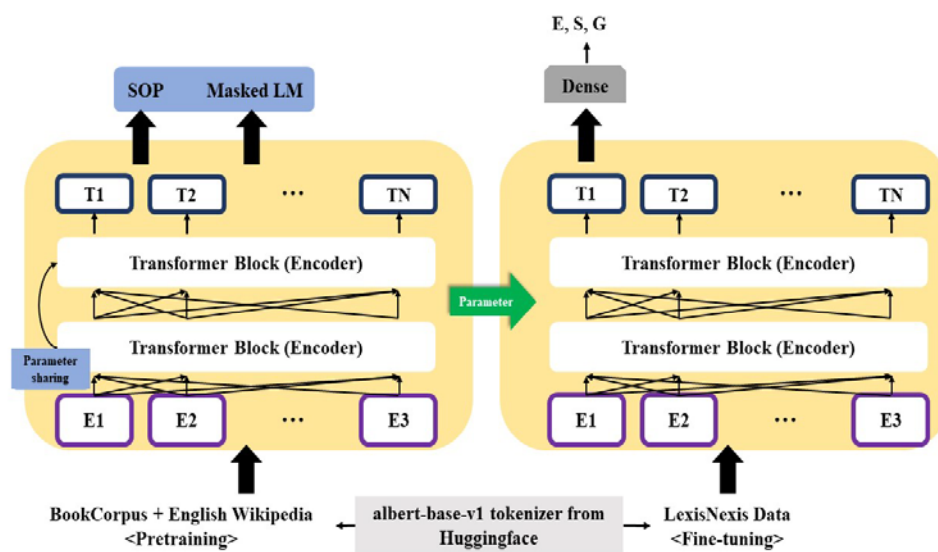 E, S, G
SOP Masked LM
Dense
T1 T2 ... TN
T1 T2 ... TN
Transformer Block (Encoder)
Transformer Block (Encoder)
Parameter
Transformer Block (Encoder)
Transformer Block (Encoder)
Parameter
sharing
E1 E2 ... E3
E1 E2 ... E3
BookCorpus + English Wikipedia
<Pretraining>
albert-base-v1 tokenizer from
Huggingface
LexisNexis Data
<Fine-tuning>